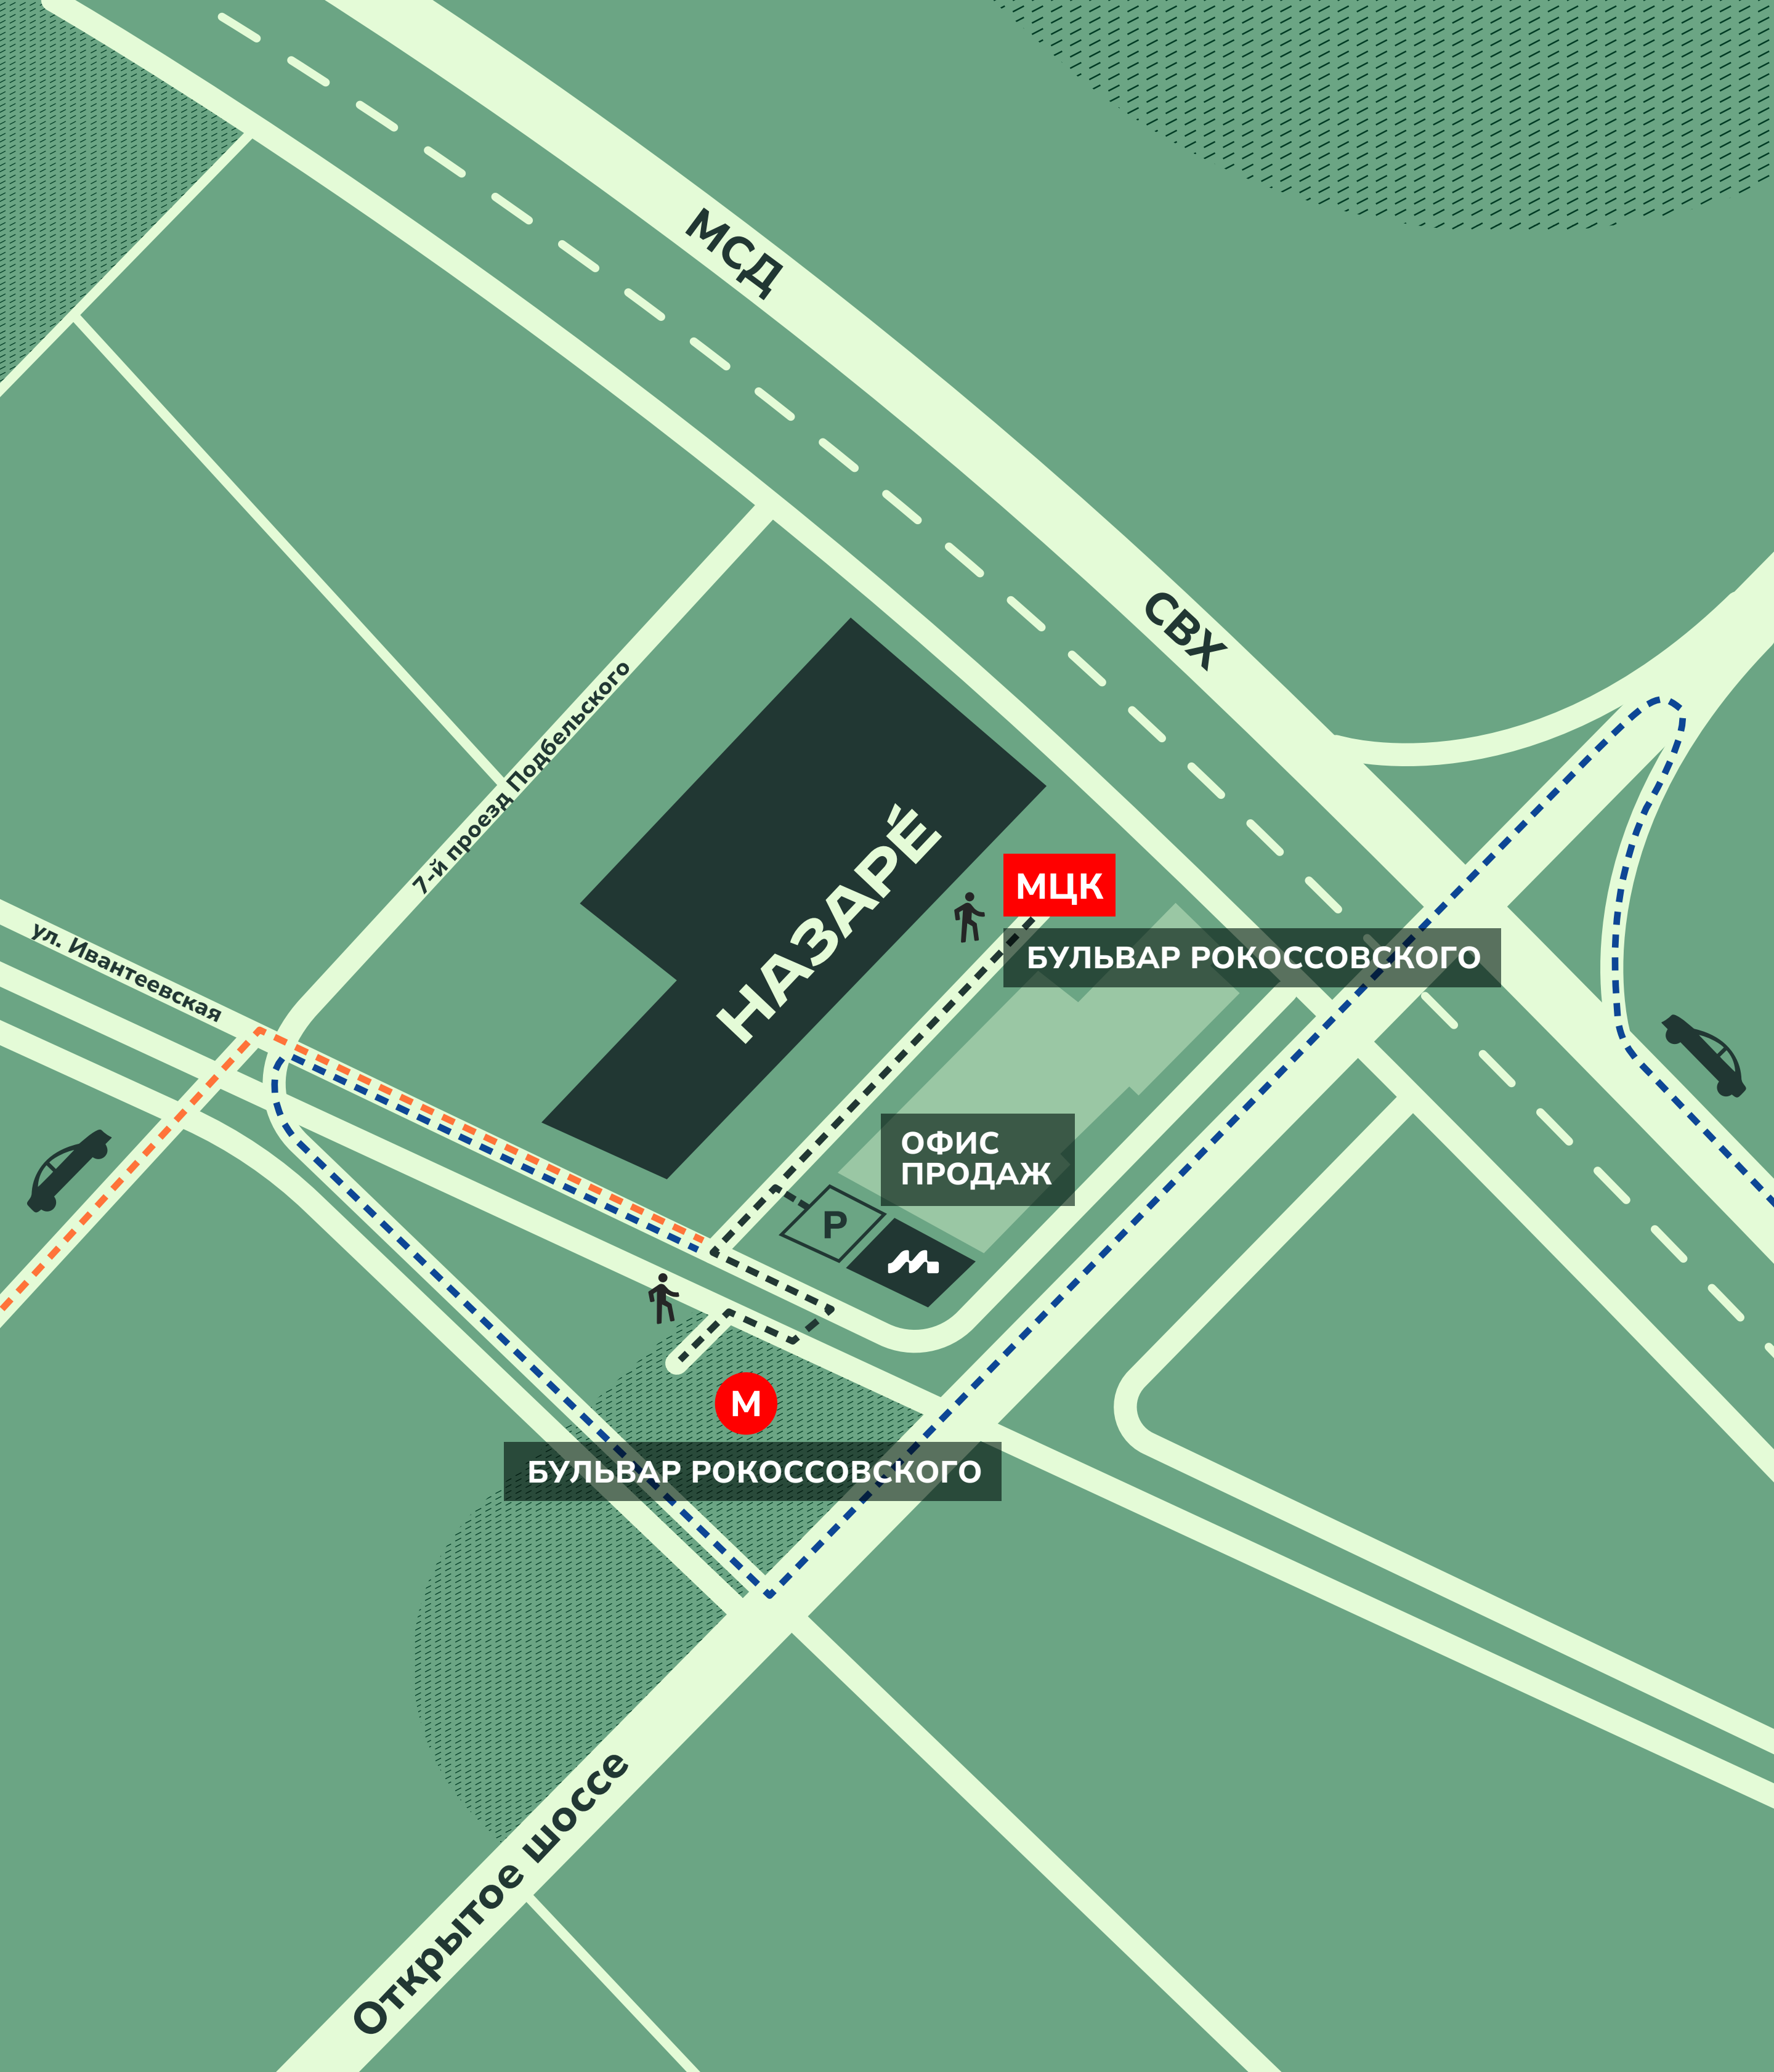 МСД
СВХ
7-й проезд Подбельского
НАЗАРЕ́
МЦК
ул. Ивантеевская
БУЛЬВАР РОКОССОВСКОГО
ОФИС
ПРОДАЖ
P
М
БУЛЬВАР РОКОССОВСКОГО
Открытое шоссе